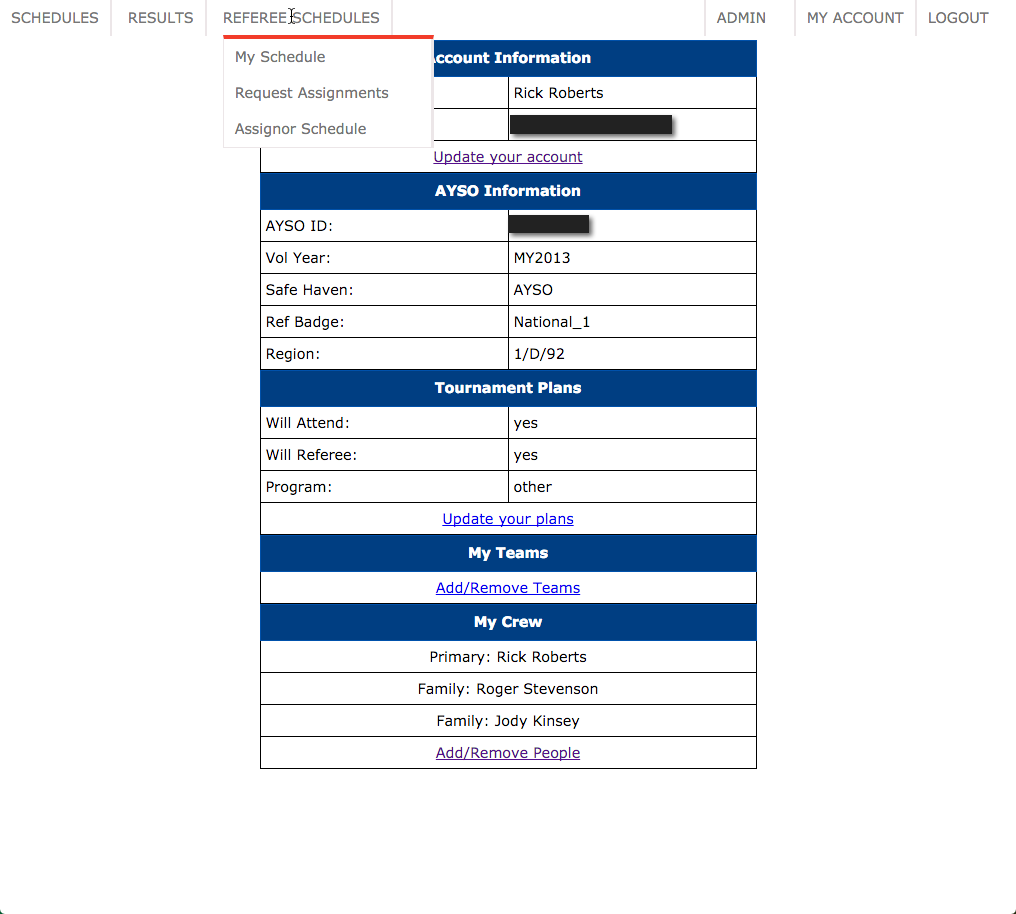 SCHEDULES RESULTS REFEREE SCHEDULES ADMIN MY ACCOUNT LOGOUT
My Schedule
Request Assignments
Assignor Schedule
Account Information
Rick Roberts
Update your account
AYSO Information
AYSO ID:
Vol Year: MY2013
Safe Haven: AYSO
Ref Badge: National_1
Region: 1/D/92
Tournament Plans
Will Attend: yes
Will Referee: yes
Program: other
Update your plans
My Teams
Add/Remove Teams
My Crew
Primary: Rick Roberts
Family: Roger Stevenson
Family: Jody Kinsey
Add/Remove People